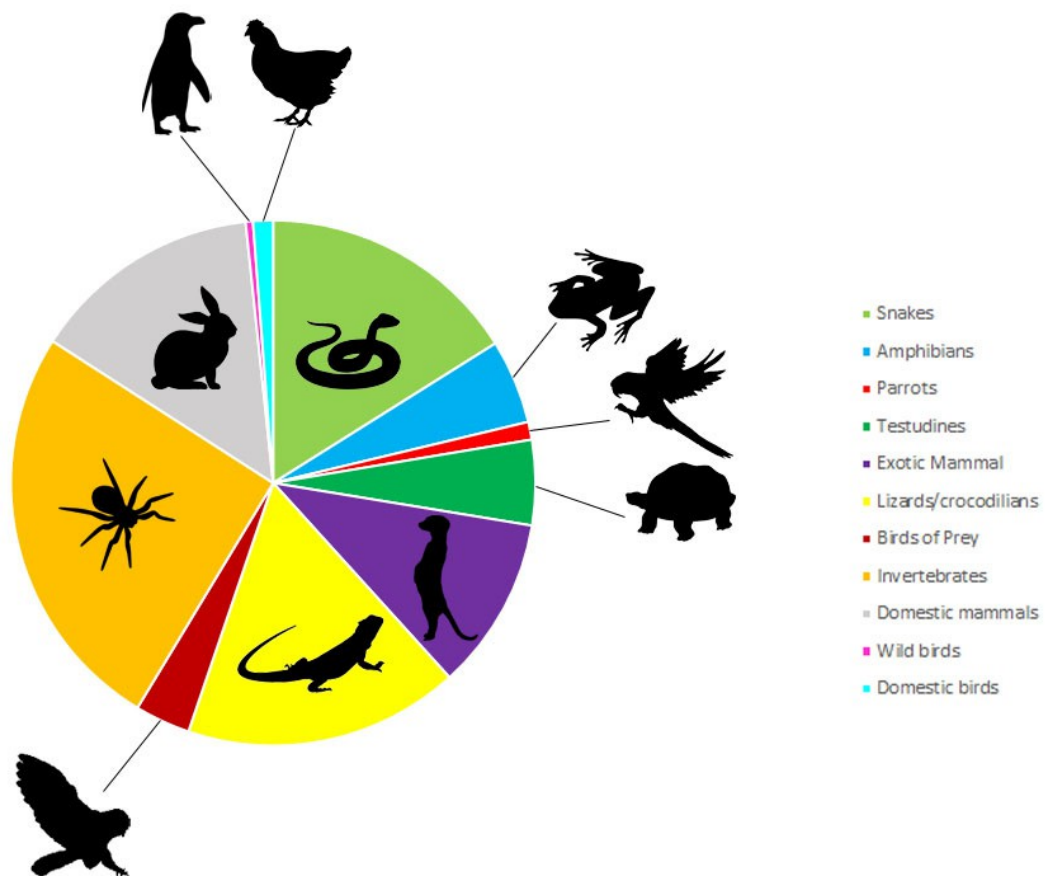 Snakes
Amphibians
Parrots
Testudines
Exotic Mammal
Lizards/crocodilians
Birds of Prey
Invertebrates
Domestic mammals
Wild birds
Domestic birds